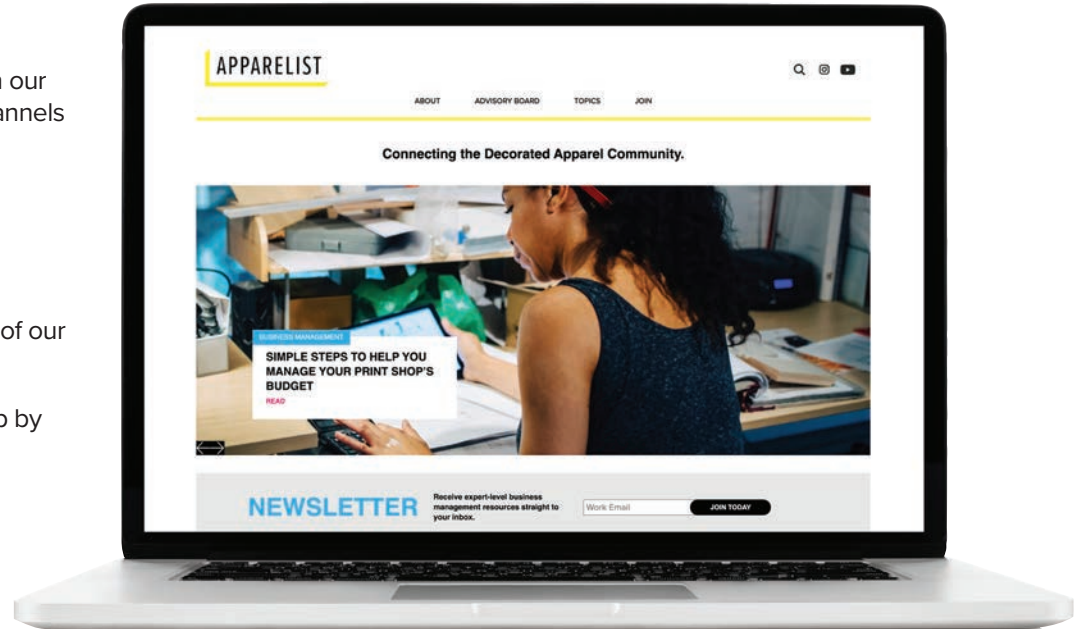 our
annels
of our
by
APPARELIST
ABOUT ADVISORY BOARD TOPICS JOIN
Connecting the Decorated Apparel Community.
BUSINESS MANAGEMENT
SIMPLE STEPS TO HELP YOU
MANAGE YOUR PRINT SHOP'S
BUDGET
READ
NEWSLETTER
Receive expert-level business
management resources straight to
your inbox.
Work Email
JOIN TODAY